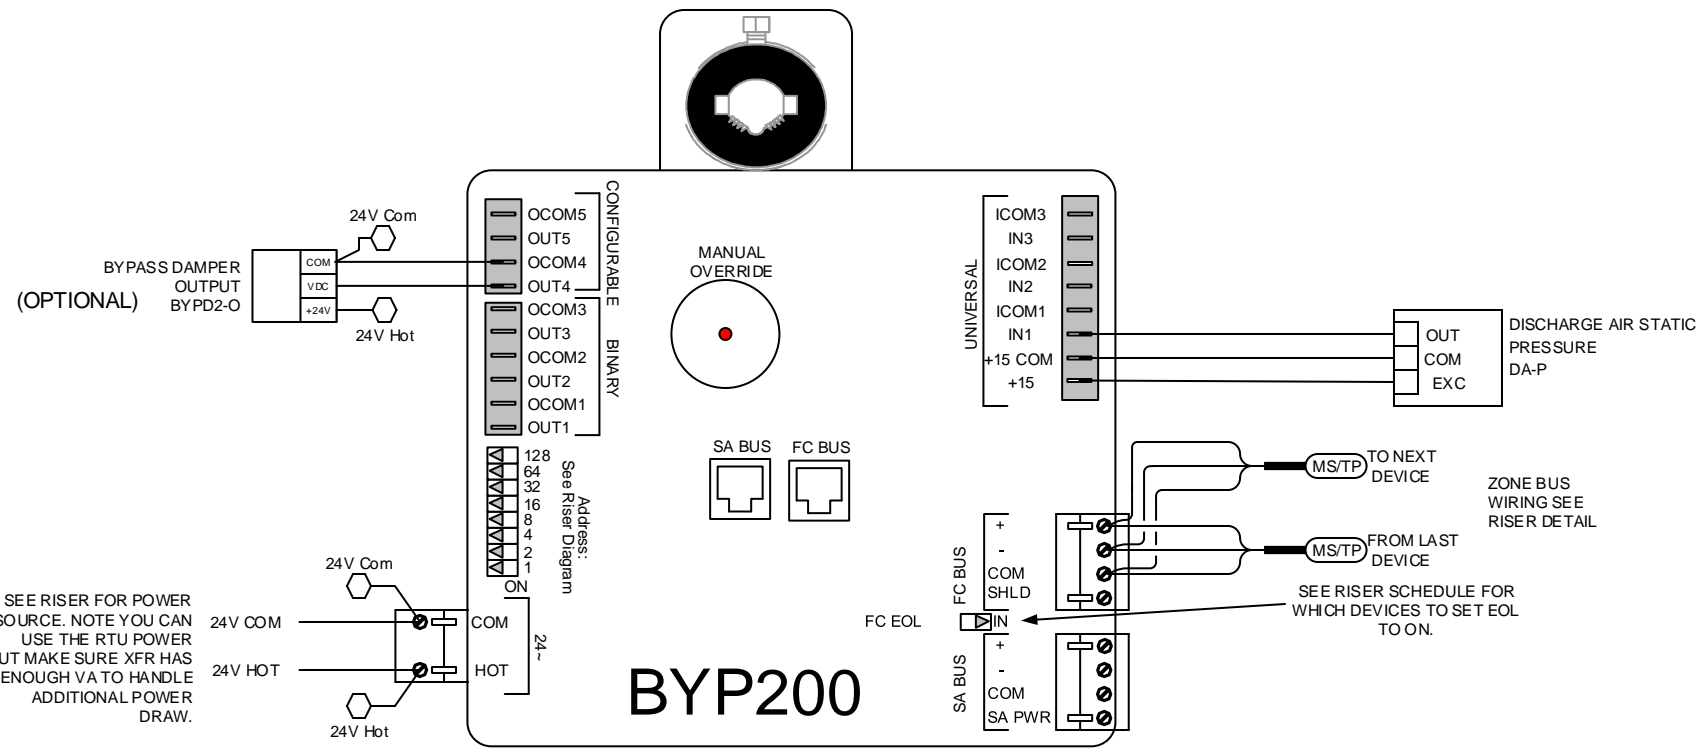 CONFIGURABLE
BINARY
OCOM5
OUT5
OCOM4
OUT4
OCOM3
OUT3
OCOM2
OUT2
OCOM1
OUT1
24V Com
BYPASS DAMPER
OUTPUT
BYPD2-O
(OPTIONAL)
COM
VDC
+24V
24V Hot
MANUAL
OVERRIDE
UNIVERSAL
ICOM3
IN3
ICOM2
IN2
ICOM1
IN1
+15 COM
+15
OUT
COM
EXC
DISCHARGE AIR STATIC
PRESSURE
DA-P
128
64
32
16
8
4
2
1
ON
Address:
See Riser Diagram
SA BUS
FC BUS
MS/TP
TO NEXT
DEVICE
MS/TP
FROM LAST
DEVICE
ZONE BUS
WIRING SEE
RISER DETAIL
FC BUS
+
-
COM
SHLD
FC EOL
IN
SEE RISER SCHEDULE FOR
WHICH DEVICES TO SET EOL
TO ON.
SA BUS
+
-
COM
SA PWR
24V Com
SEE RISER FOR POWER
SOURCE. NOTE YOU CAN
USE THE RTU POWER
UT MAKE SURE XFR HAS
ENOUGH VA TO HANDLE
ADDITIONAL POWER
DRAW.
24V COM
24V HOT
COM
HOT
24~
24V Hot
BYP200